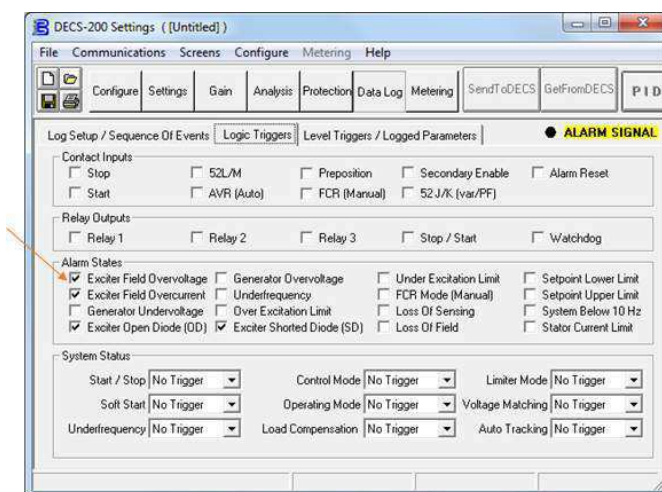 DECS-200 Settings ( [Untitled] )
File Communications Screens Configure Metering Help
Configure Settings Gain Analysis Protection Data Log Metering SendToDECS GetFromDECS PID
Log Setup / Sequence Of Events Logic Triggers Level Triggers / Logged Parameters ALARM SIGNAL
Contact Inputs
Stop 52L/M Preposition Secondary Enable Alarm Reset
Start AVR (Auto) FCR (Manual) 52 J/K (var/PF)
Relay Outputs
Relay 1 Relay 2 Relay 3 Stop / Start Watchdog
Alarm States
Exciter Field Overvoltage Generator Overvoltage Under Excitation Limit Setpoint Lower Limit
Exciter Field Overcurrent Underfrequency FCR Mode (Manual) Setpoint Upper Limit
Generator Undervoltage Over Excitation Limit Loss Of Sensing System Below 10 Hz
Exciter Open Diode (OD) Exciter Shorted Diode (SD) Loss Of Field Stator Current Limit
System Status
Start / Stop No Trigger Control Mode No Trigger Limiter Mode No Trigger
Soft Start No Trigger Operating Mode No Trigger Voltage Matching No Trigger
Underfrequency No Trigger Load Compensation No Trigger Auto Tracking No Trigger